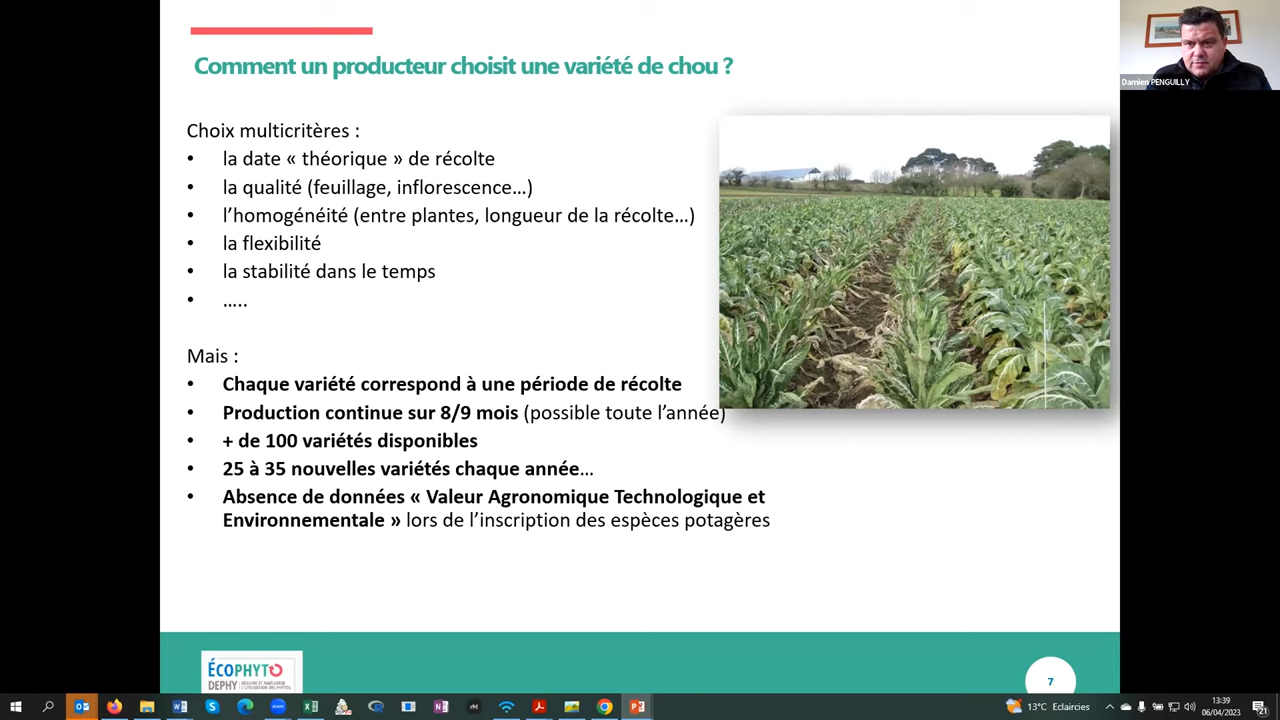 Comment un producteur choisit une variété de chou ?
Damien PENGUILLY
Choix multicritères :
• la date « théorique » de récolte
• la qualité (feuillage, inflorescence…)
• l’homogénéité (entre plantes, longueur de la récolte…)
• la flexibilité
• la stabilité dans le temps
• …..
Mais :
• Chaque variété correspond à une période de récolte
• Production continue sur 8/9 mois (possible toute l’année)
• + de 100 variétés disponibles
• 25 à 35 nouvelles variétés chaque année…
• Absence de données « Valeur Agronomique Technologique et
Environnementale » lors de l’inscription des espèces potagères
ÉCOPHYTO
DEPHY
7
13°C Eclaircies
13:39
06/04/2023